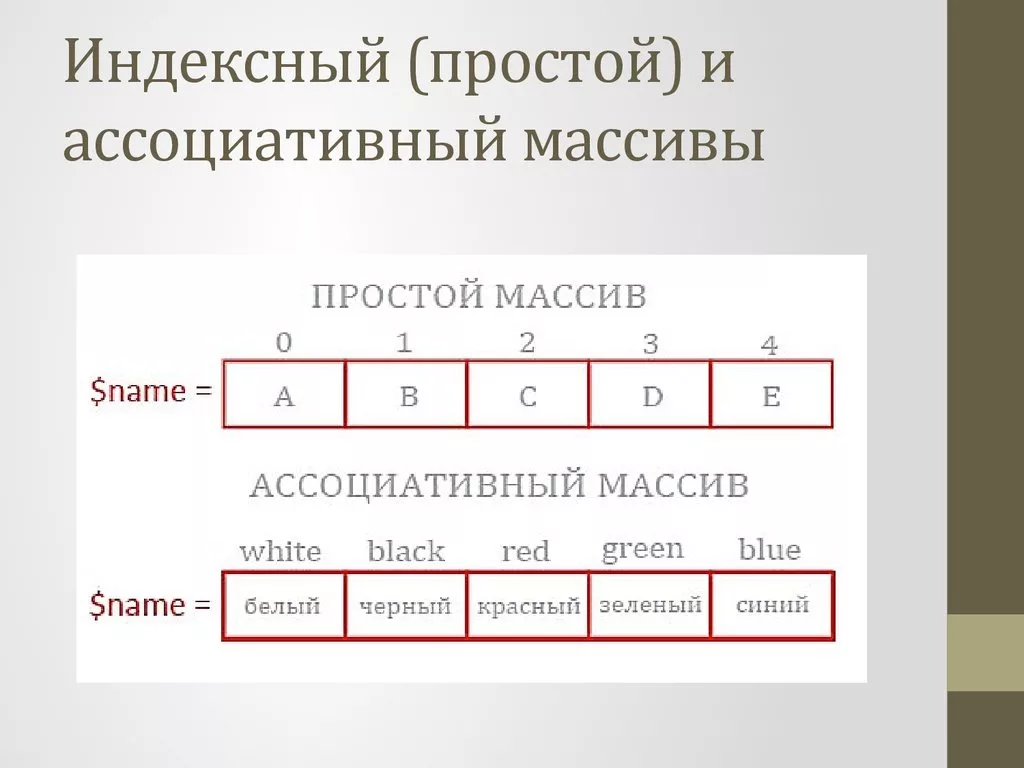 Индексный (простой) и
ассоциативный массивы
ПРОСТОЙ МАССИВ
0 1 2 3 4
$name = A B C D E
АССОЦИАТИВНЫЙ МАССИВ
white black red green blue
$name = белый черный красный зеленый синий